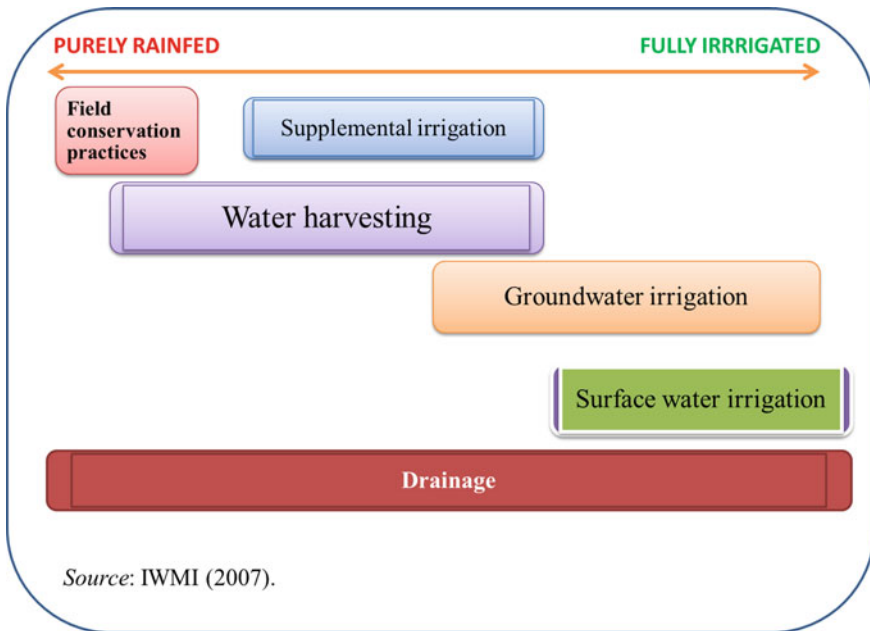 PURELY RAINFED
FULLY IRRRIGATED
Field
conservation
practices
Supplemental irrigation
Water harvesting
Groundwater irrigation
Surface water irrigation
Drainage
Source: IWMI (2007).